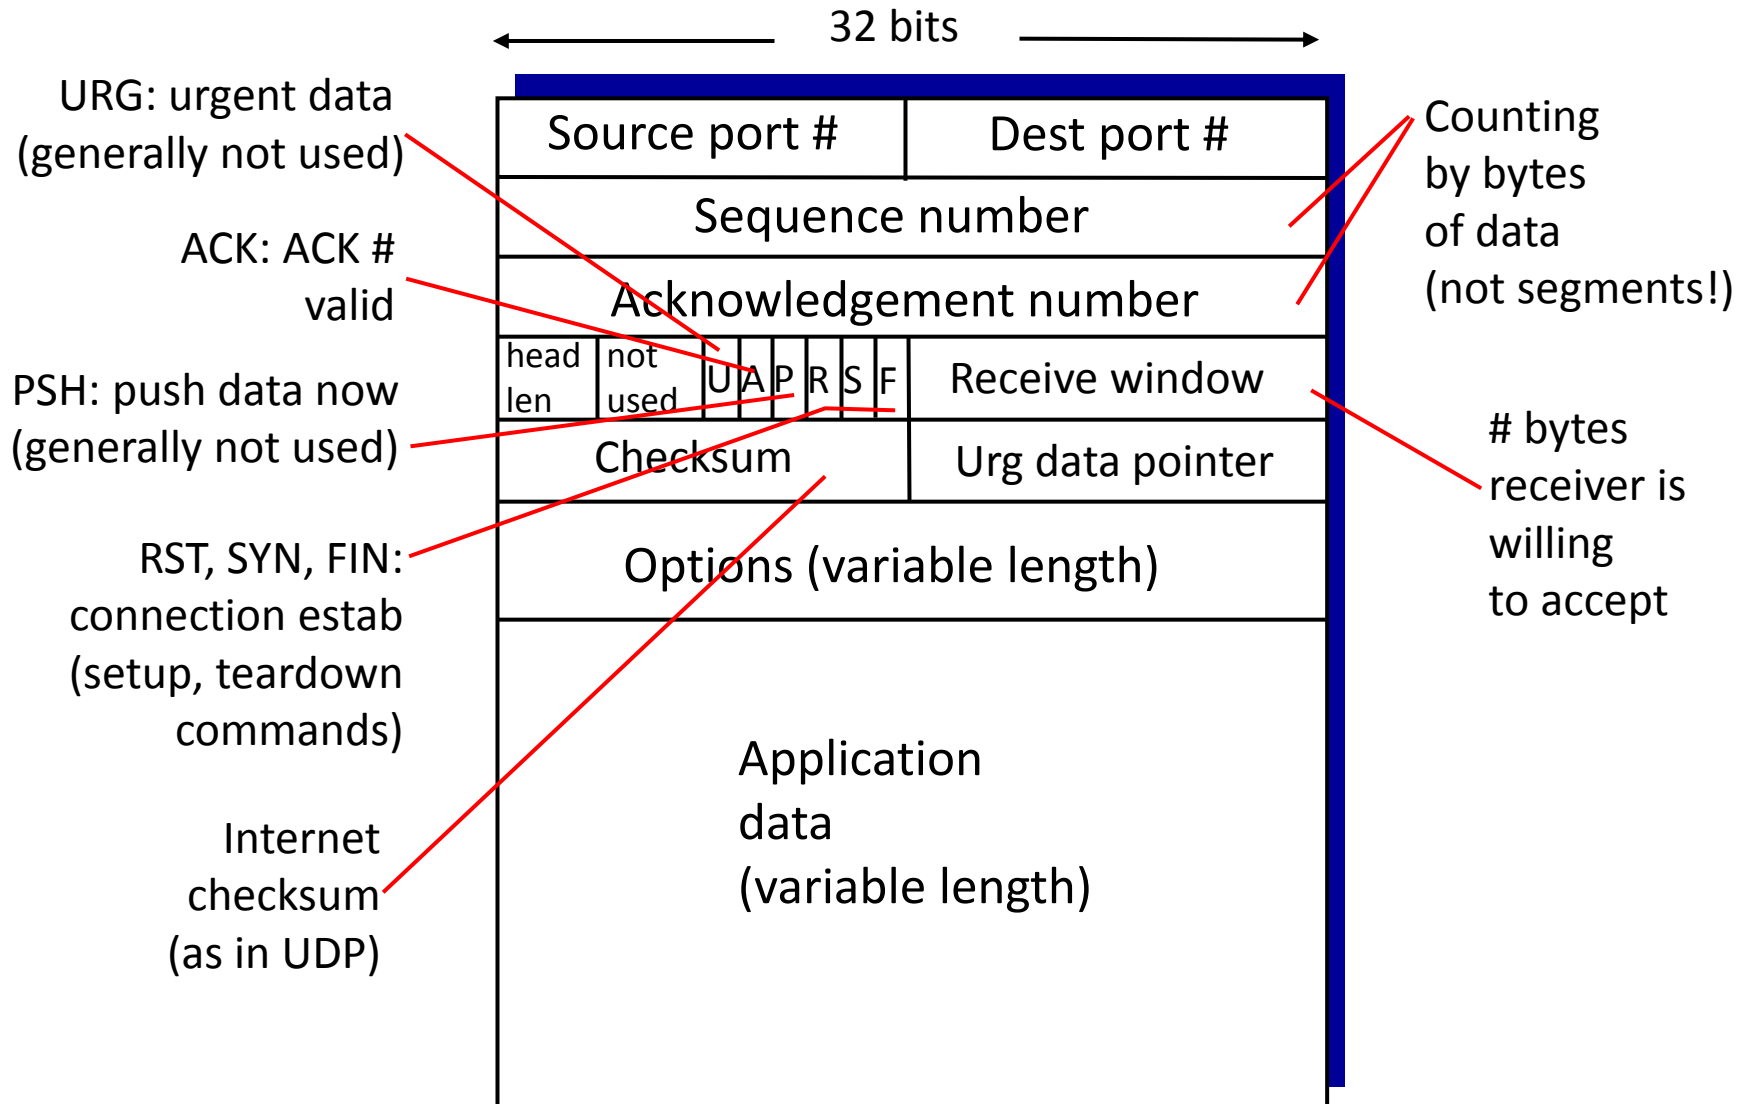 32 bits
URG: urgent data
(generally not used)
ACK: ACK #
valid
PSH: push data now
(generally not used)
RST, SYN, FIN:
connection estab
(setup, teardown
commands)
Internet
checksum
(as in UDP)
Source port #
Dest port #
Sequence number
Acknowledgement number
head
len
not
used
U
A
P
R
S
F
Receive window
Checksum
Urg data pointer
Options (variable length)
Application
data
(variable length)
Counting
by bytes
of data
(not segments!)
# bytes
receiver is
willing
to accept